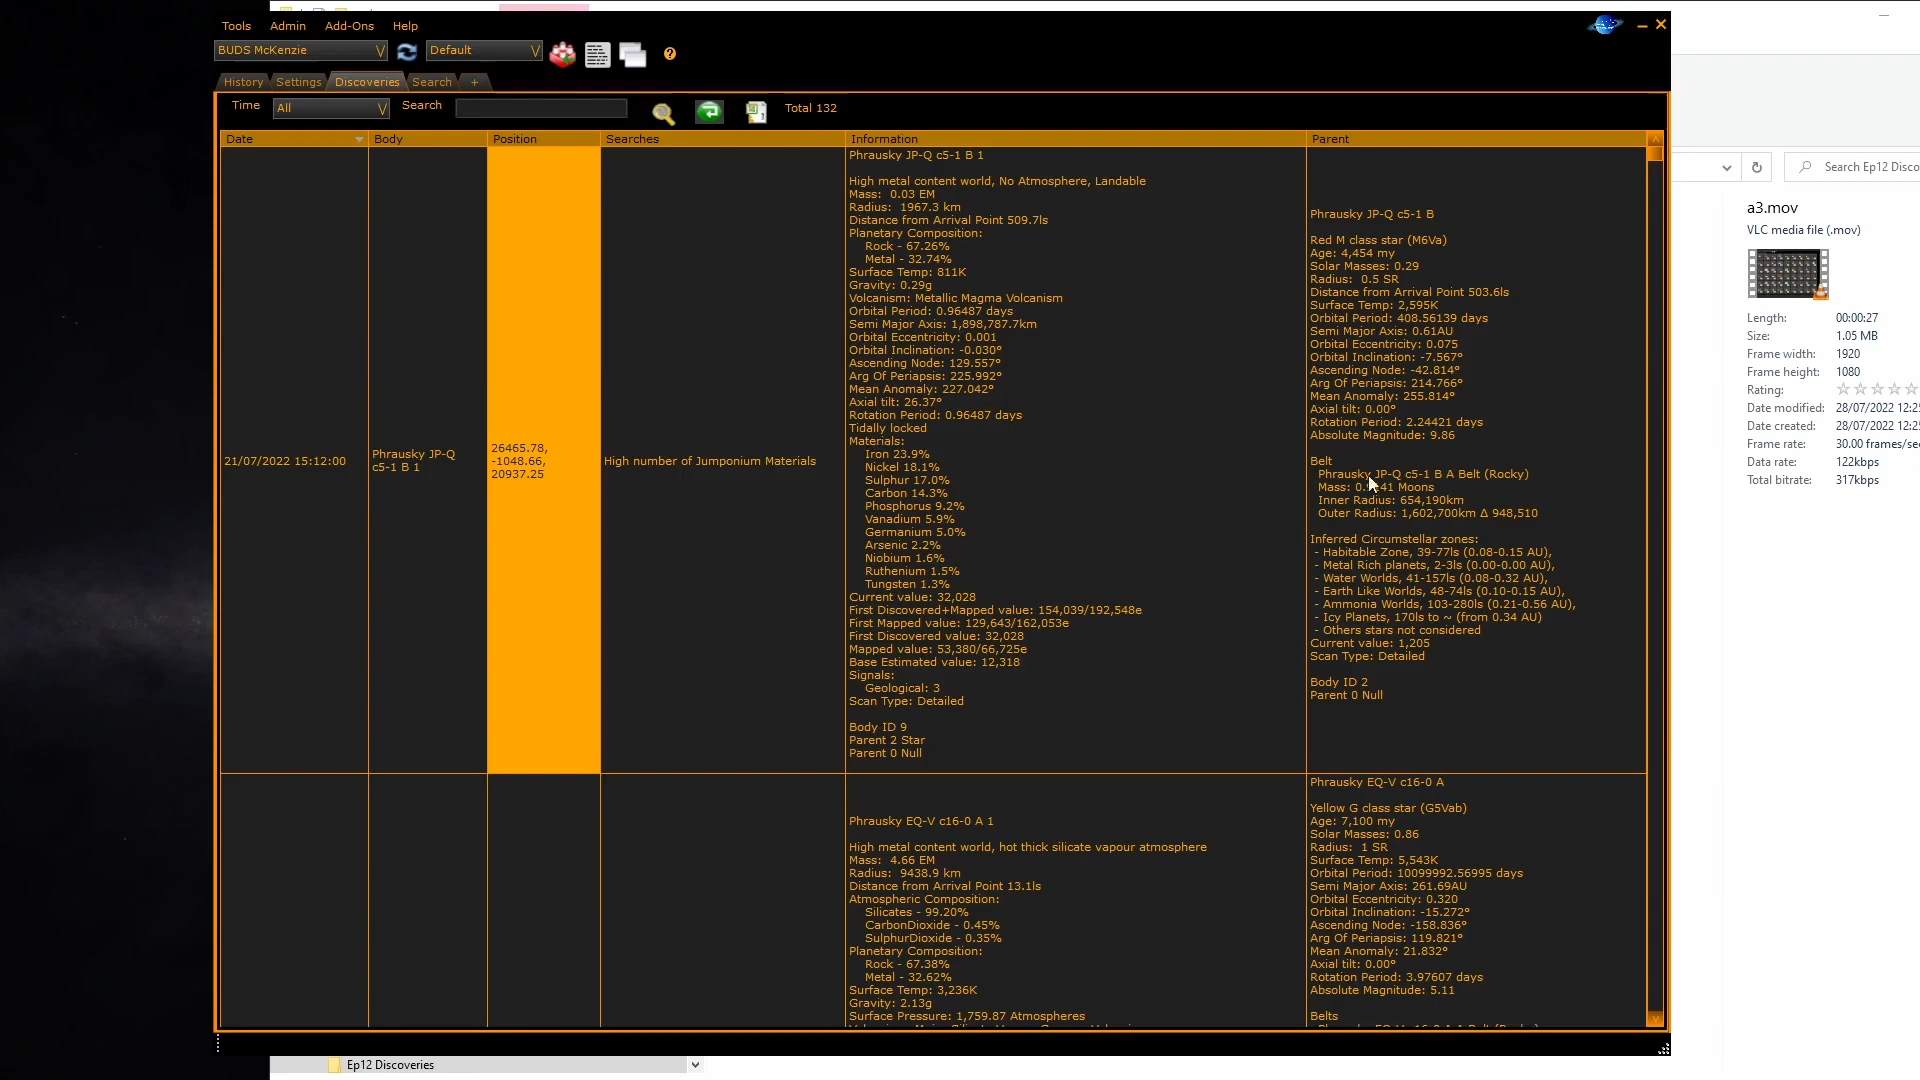 Tools Admin Add-Ons Help
BUDS McKenzie
Default
History Settings Discoveries Search +
Time All Search Total 132
Date Body Position Searches Information Parent
21/07/2022 15:12:00
Phrausky JP-Q
c5-1 B 1
26465.78,
-1048.66,
20937.25
High number of Jumponium Materials
Phrausky JP-Q c5-1 B 1
High metal content world, No Atmosphere, Landable
Mass: 0.03 EM
Radius: 1967.3 km
Distance from Arrival Point 509.7ls
Planetary Composition:
Rock - 67.26%
Metal - 32.74%
Surface Temp: 811K
Gravity: 0.29g
Volcanism: Metallic Magma Volcanism
Orbital Period: 0.96487 days
Semi Major Axis: 1,898,787.7km
Orbital Eccentricity: 0.001
Orbital Inclination: -0.030°
Ascending Node: 129.557°
Arg Of Periapsis: 225.992°
Mean Anomaly: 227.042°
Axial tilt: 26.37°
Rotation Period: 0.96487 days
Tidally locked
Materials:
Iron 23.9%
Nickel 18.1%
Sulphur 17.0%
Carbon 14.3%
Phosphorus 9.2%
Vanadium 5.9%
Germanium 5.0%
Arsenic 2.2%
Niobium 1.6%
Ruthenium 1.5%
Tungsten 1.3%
Current value: 32,028
First Discovered+Mapped value: 154,039/192,548e
First Mapped value: 129,643/162,053e
First Discovered value: 32,028
Mapped value: 53,380/66,725e
Base Estimated value: 12,318
Signals:
Geological: 3
Scan Type: Detailed
Body ID 9
Parent 2 Star
Parent 0 Null
Phrausky JP-Q c5-1 B
Red M class star (M6Va)
Age: 4,454 my
Solar Masses: 0.29
Radius: 0.5 SR
Distance from Arrival Point 503.6ls
Surface Temp: 2,595K
Orbital Period: 408.56139 days
Semi Major Axis: 0.61AU
Orbital Eccentricity: 0.075
Orbital Inclination: -7.567°
Ascending Node: -42.814°
Arg Of Periapsis: 214.766°
Mean Anomaly: 255.814°
Axial tilt: 0.00°
Rotation Period: 2.24421 days
Absolute Magnitude: 9.86
Belt
Phrausky JP-Q c5-1 B A Belt (Rocky)
Mass: Moons
Inner Radius: 654,190km
Outer Radius: 1,602,700km Δ 948,510
Inferred Circumstellar zones:
- Habitable Zone, 39-77ls (0.08-0.15 AU),
- Metal Rich planets, 2-3ls (0.00-0.00 AU),
- Water Worlds, 41-157ls (0.08-0.32 AU),
- Earth Like Worlds, 48-74ls (0.10-0.15 AU),
- Ammonia Worlds, 103-280ls (0.21-0.56 AU),
- Icy Planets, 170ls to ~ (from 0.34 AU)
- Others stars not considered
Current value: 1,205
Scan Type: Detailed
Body ID 2
Parent 0 Null
Phrausky EQ-V c16-0 A 1
High metal content world, hot thick silicate vapour atmosphere
Mass: 4.66 EM
Radius: 9438.9 km
Distance from Arrival Point 13.1ls
Atmospheric Composition:
Silicates - 99.20%
CarbonDioxide - 0.45%
SulphurDioxide - 0.35%
Planetary Composition:
Rock - 67.38%
Metal - 32.62%
Surface Temp: 3,236K
Gravity: 2.13g
Surface Pressure: 1,759.87 Atmospheres
Phrausky EQ-V c16-0 A
Yellow G class star (G5Vab)
Age: 7,100 my
Solar Masses: 0.86
Radius: 1 SR
Surface Temp: 5,543K
Orbital Period: 10099992.56995 days
Semi Major Axis: 261.69AU
Orbital Eccentricity: 0.320
Orbital Inclination: -15.272°
Ascending Node: -158.836°
Arg Of Periapsis: 119.821°
Mean Anomaly: 21.832°
Axial tilt: 0.00°
Rotation Period: 3.97607 days
Absolute Magnitude: 5.11
Belts
Search Ep12 Disco
a3.mov
VLC media file (.mov)
Length: 00:00:27
Size: 1.05 MB
Frame width: 1920
Frame height: 1080
Rating:
Date modified: 28/07/2022 12:2
Date created: 28/07/2022 12:2
Frame rate: 30.00 frames/se
Data rate: 122kbps
Total bitrate: 317kbps
Ep12 Discoveries